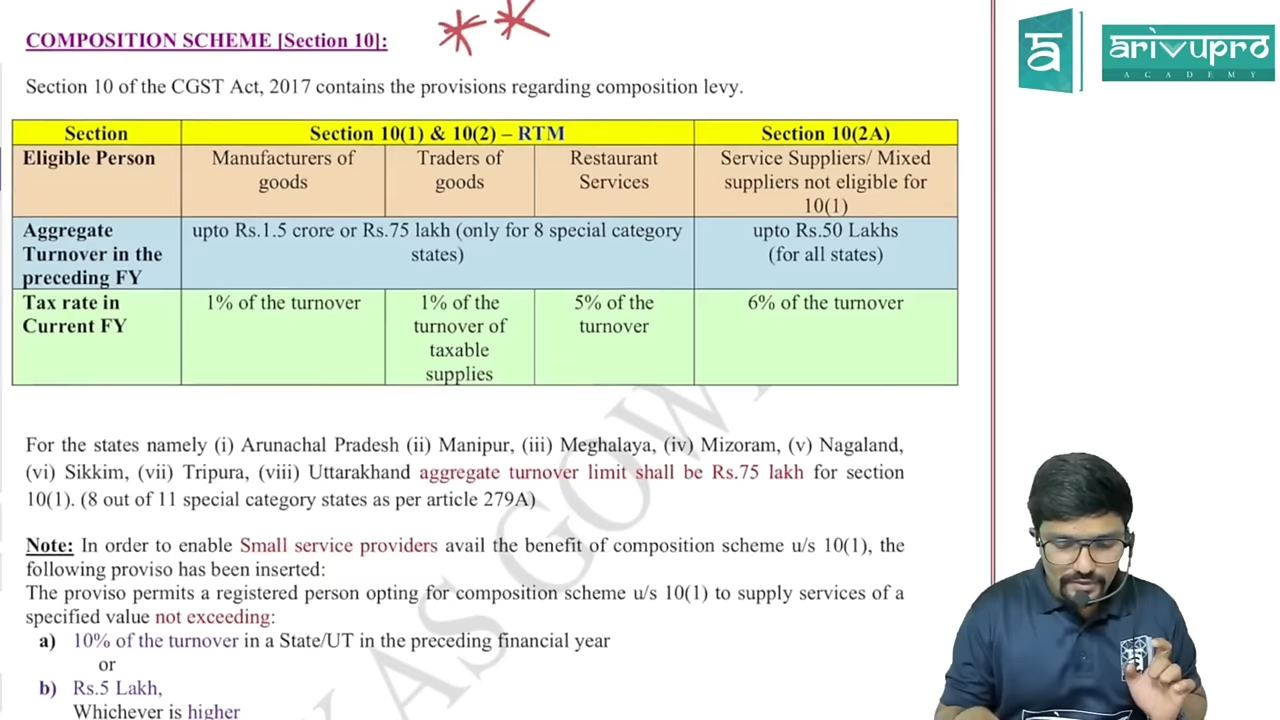 COMPOSITION SCHEME [Section 10]:
Section 10 of the CGST Act, 2017 contains the provisions regarding composition levy.
Section
Section 10(1) & 10(2) – RTM
Section 10(2A)
Eligible Person
Manufacturers of
goods
Traders of
goods
Restaurant
Services
Service Suppliers/ Mixed
suppliers not eligible for
10(1)
Aggregate
Turnover in the
preceding FY
upto Rs.1.5 crore or Rs.75 lakh (only for 8 special category
states)
upto Rs.50 Lakhs
(for all states)
Tax rate in
Current FY
1% of the turnover
1% of the
turnover of
taxable
supplies
5% of the
turnover
6% of the turnover
For the states namely (i) Arunachal Pradesh (ii) Manipur, (iii) Meghalaya, (iv) Mizoram, (v) Nagaland,
(vi) Sikkim, (vii) Tripura, (viii) Uttarakhand aggregate turnover limit shall be Rs.75 lakh for section
10(1). (8 out of 11 special category states as per article 279A)
Note: In order to enable Small service providers avail the benefit of composition scheme u/s 10(1), the
following proviso has been inserted:
The proviso permits a registered person opting for composition scheme u/s 10(1) to supply services of a
specified value not exceeding:
a) 10% of the turnover in a State/UT in the preceding financial year
or
b) Rs.5 Lakh,
Whichever is higher
arivupro
ACADEMY